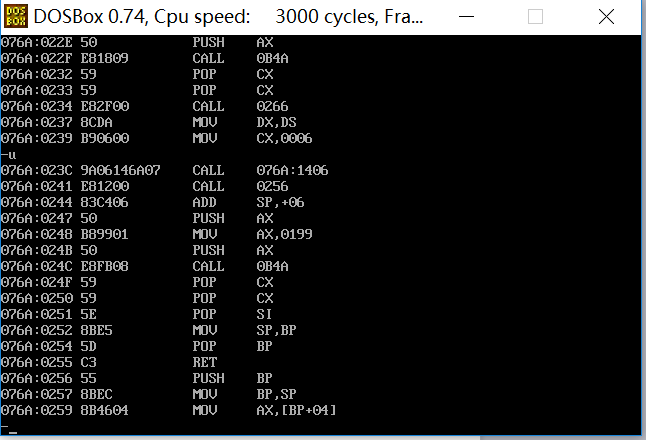 DOS BOX DOSBox 0.74, Cpu speed: 3000 cycles, Fra...
076A:022E 50 PUSH AX
076A:022F E81809 CALL 0B4A
076A:0232 59 POP CX
076A:0233 59 POP CX
076A:0234 E82F00 CALL 0266
076A:0237 8CDA MOV DX,DS
076A:0239 B90600 MOV CX,0006
-u
076A:023C 9A06146A07 CALL 076A:1406
076A:0241 E81200 CALL 0256
076A:0244 83C406 ADD SP,+06
076A:0247 50 PUSH AX
076A:0248 B89901 MOV AX,0199
076A:024B 50 PUSH AX
076A:024C E8FB08 CALL 0B4A
076A:024F 59 POP CX
076A:0250 59 POP CX
076A:0251 5E POP SI
076A:0252 8BE5 MOV SP,BP
076A:0254 5D POP BP
076A:0255 C3 RET
076A:0256 55 PUSH BP
076A:0257 8BEC MOV BP,SP
076A:0259 8B4604 MOV AX,[BP+04]
-_